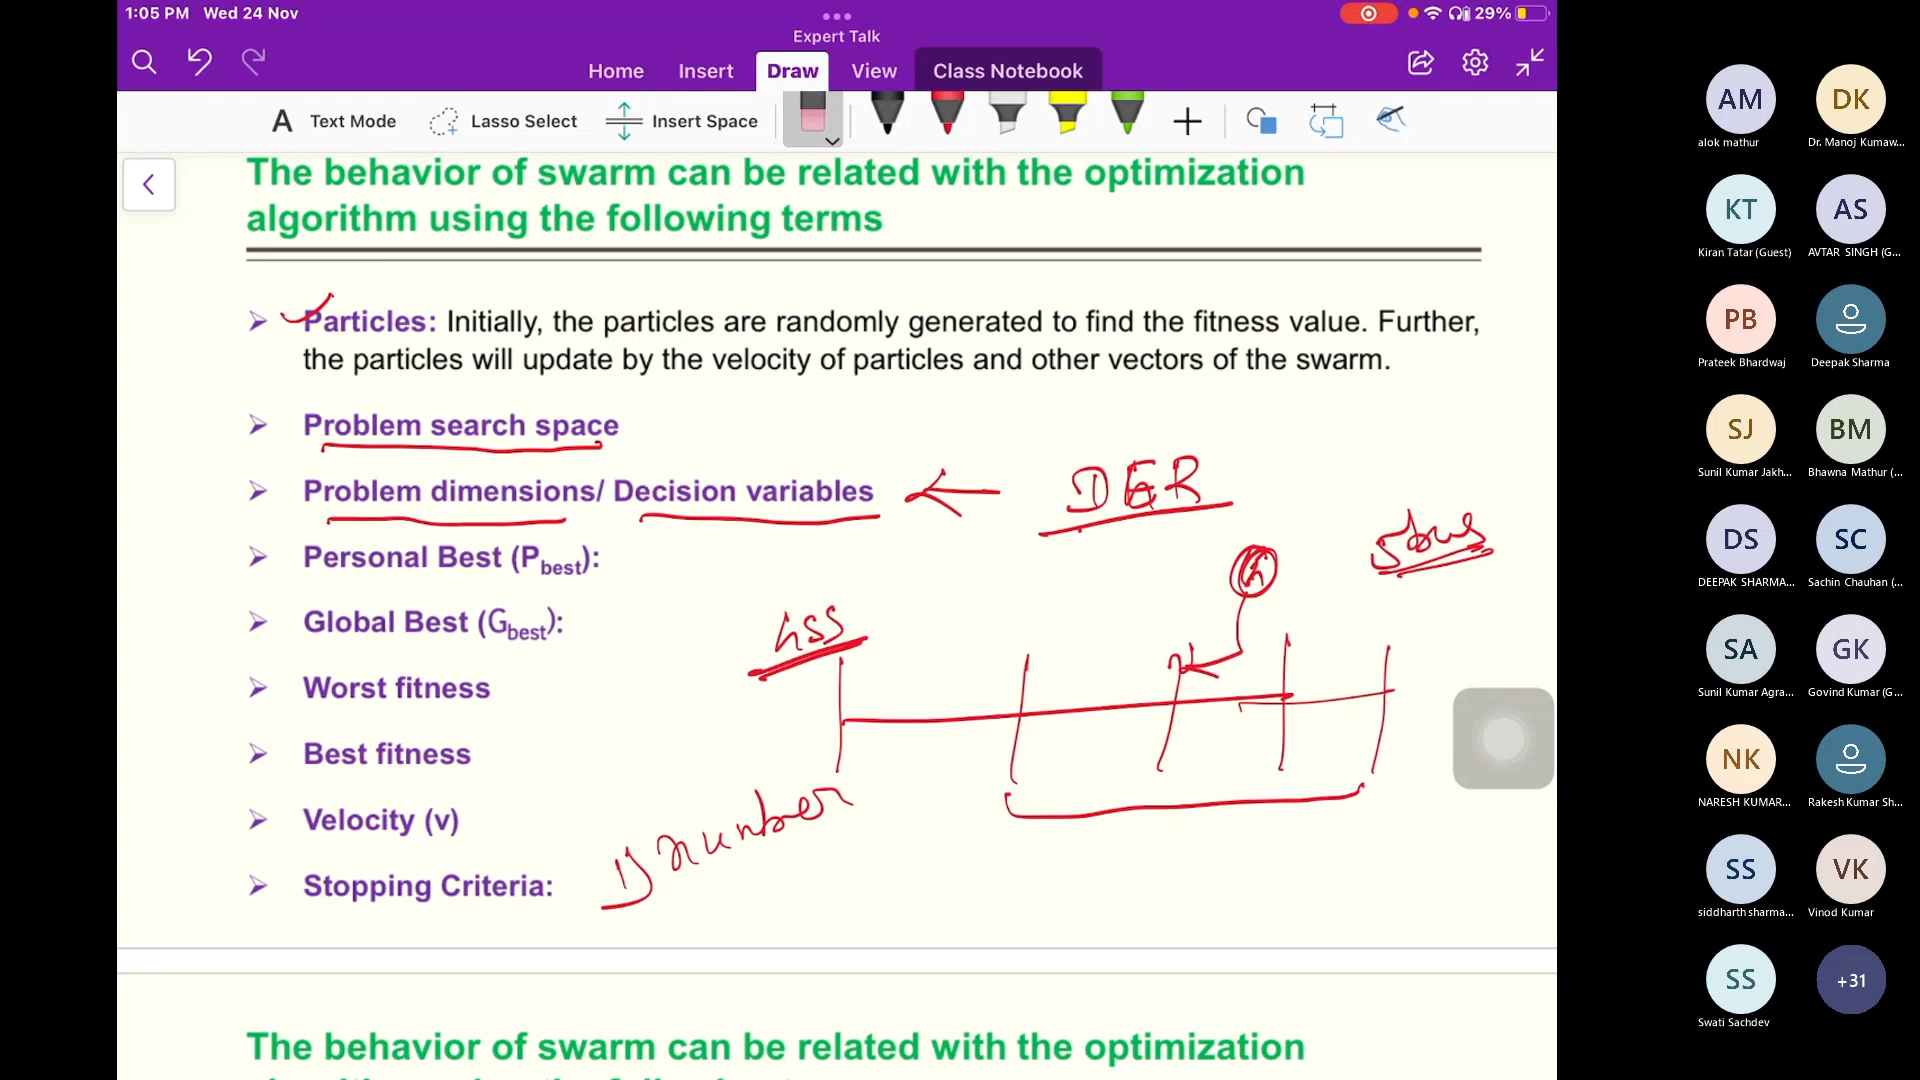 1:05 PM Wed 24 Nov
29%
Expert Talk
Home Insert Draw View Class Notebook
A Text Mode Lasso Select Insert Space
The behavior of swarm can be related with the optimization
algorithm using the following terms
Particles: Initially, the particles are randomly generated to find the fitness value. Further,
the particles will update by the velocity of particles and other vectors of the swarm.
Problem search space
Problem dimensions/ Decision variables
DER
5 bus
Personal Best (Pbest):
Global Best (Gbest):
Worst fitness
Best fitness
Velocity (v)
Stopping Criteria:
1) number
The behavior of swarm can be related with the optimization
AM DK
alok mathur Dr. Manoj Kumaw...
KT AS
Kiran Tatar (Guest) AVTAR SINGH (G...
PB
Prateek Bhardwaj Deepak Sharma
SJ BM
Sunil Kumar Jakh... Bhawna Mathur (...
DS SC
DEEPAK SHARMA... Sachin Chauhan (...
SA GK
Sunil Kumar Agra... Govind Kumar (G...
NK
NARESH KUMAR... Rakesh Kumar Sh...
SS VK
siddharth sharma... Vinod Kumar
SS +31
Swati Sachdev